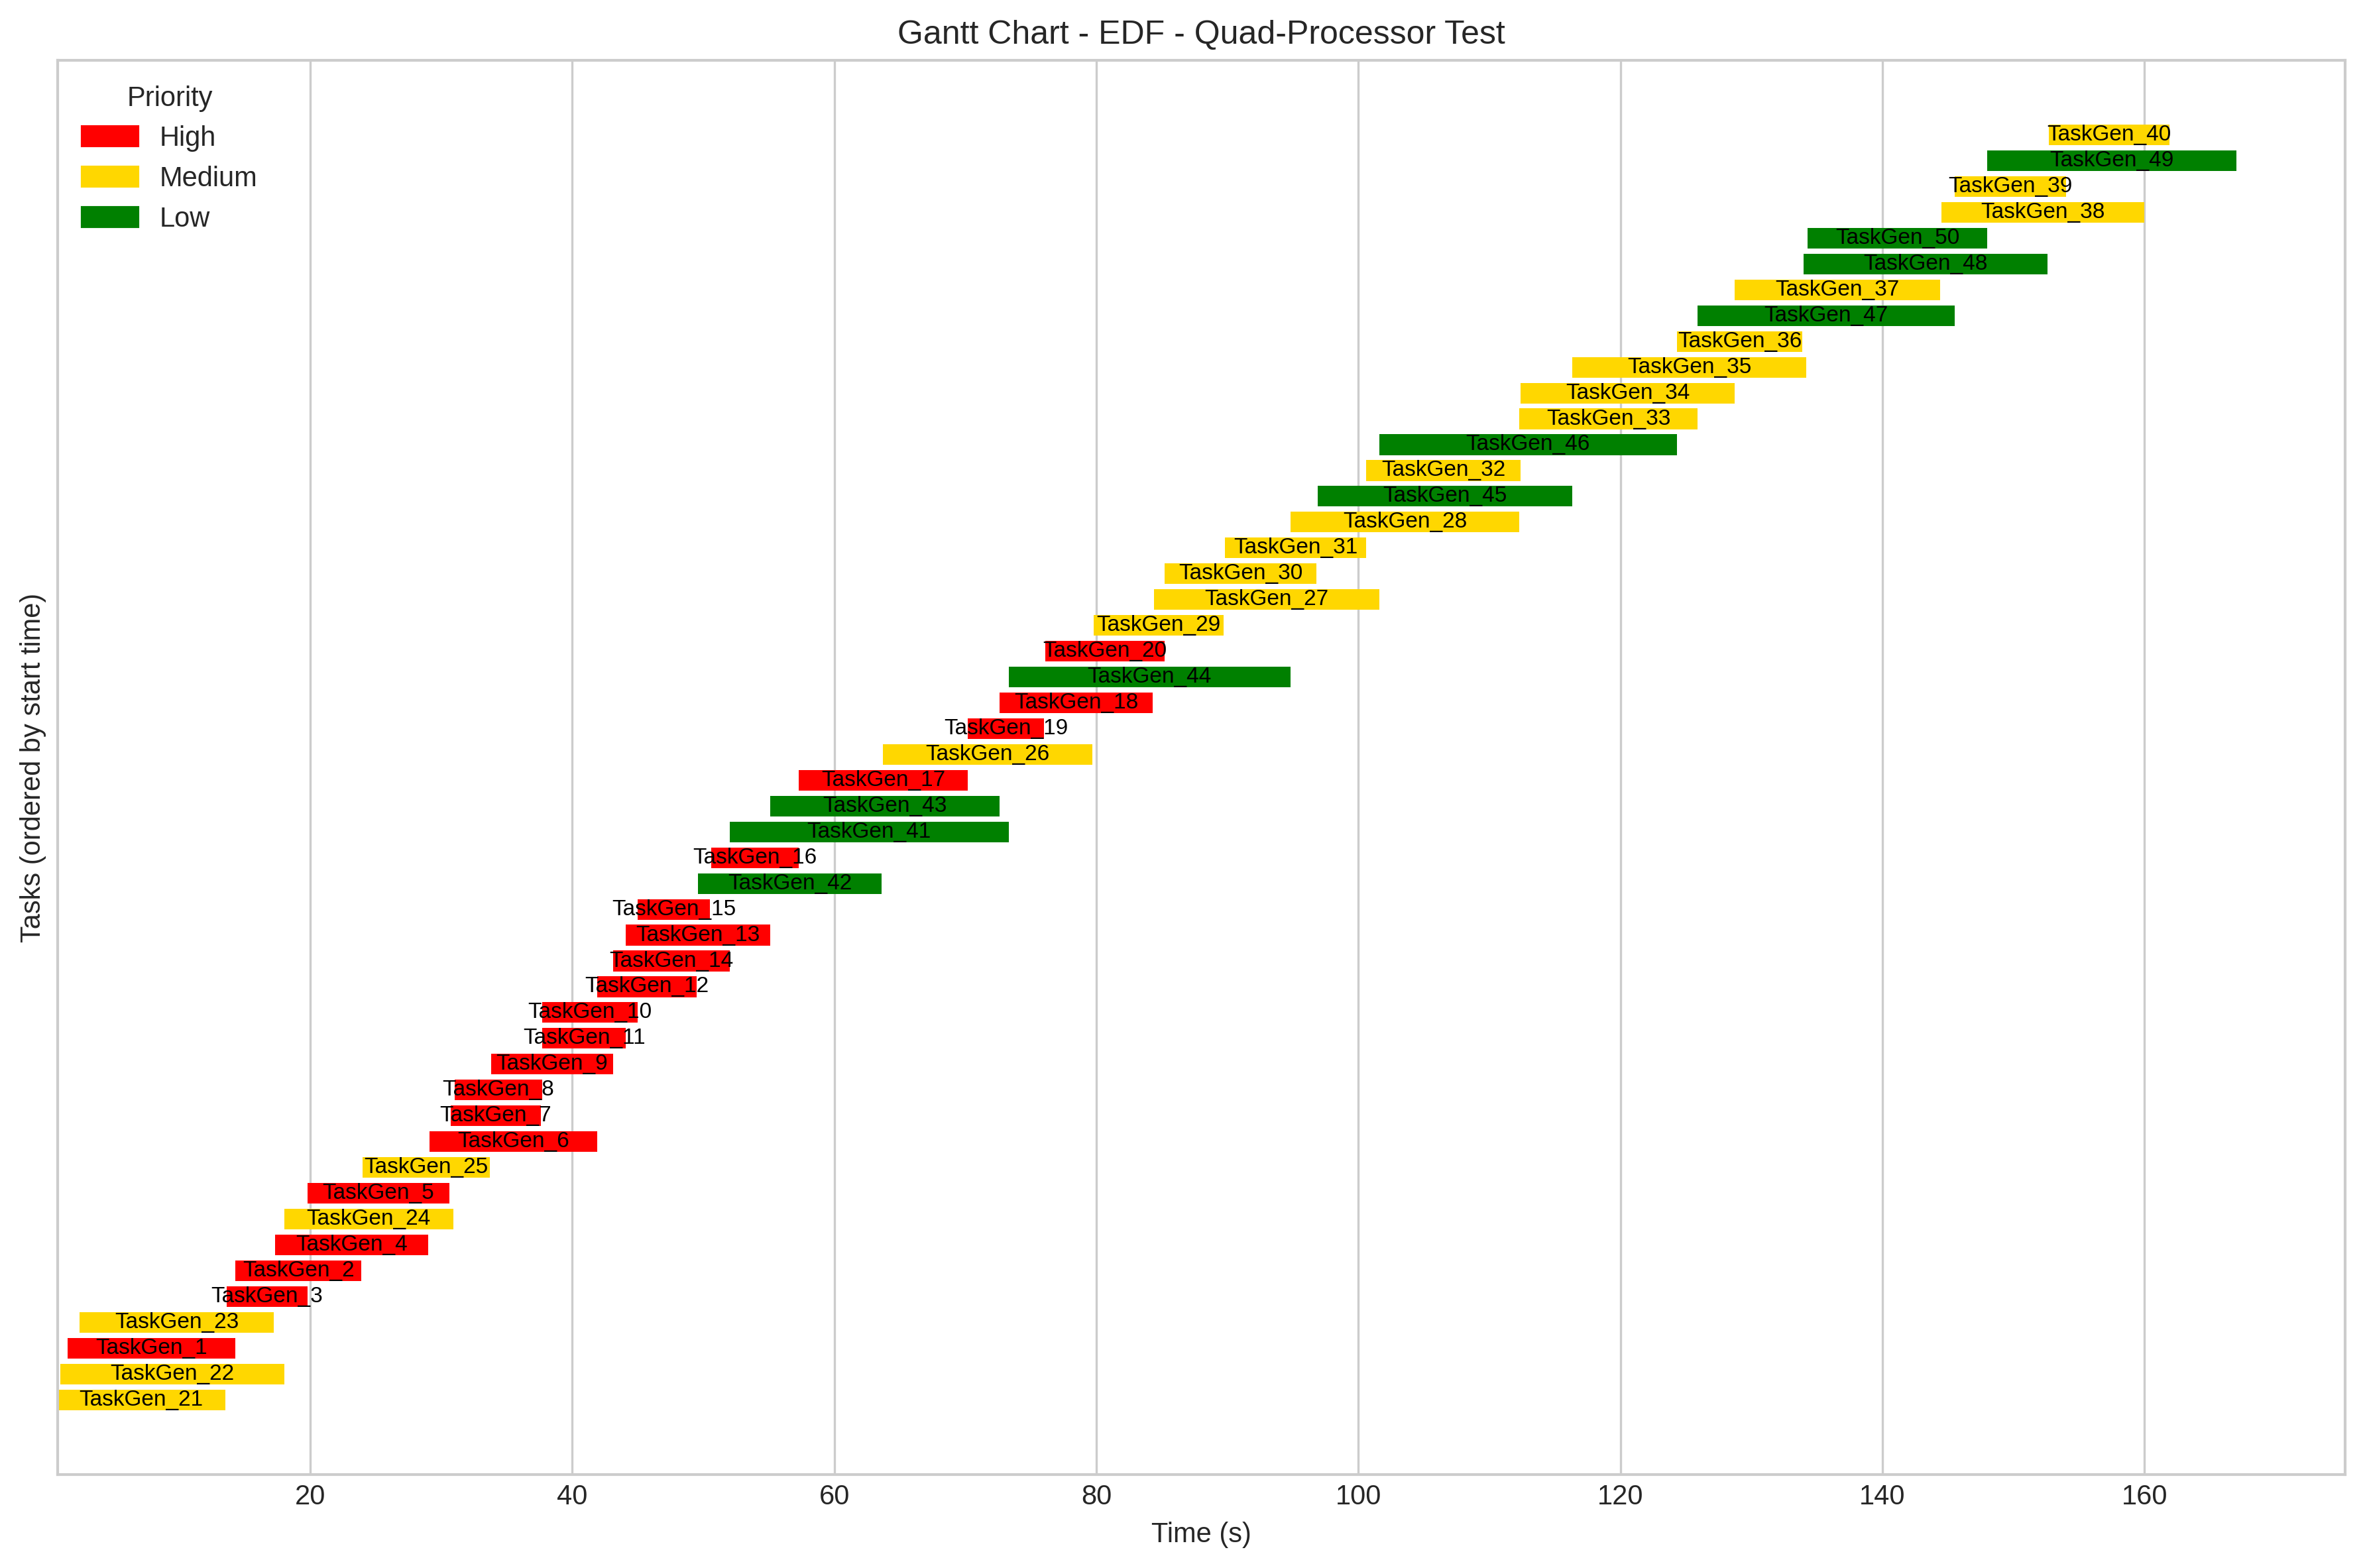 Gantt Chart - EDF - Quad-Processor Test
Priority
High
Medium
Low
TaskGen_40
TaskGen_49
TaskGen_39
TaskGen_38
TaskGen_50
TaskGen_48
TaskGen_37
TaskGen_47
TaskGen_36
TaskGen_35
TaskGen_34
TaskGen_33
TaskGen_46
TaskGen_32
TaskGen_45
TaskGen_28
TaskGen_31
TaskGen_30
TaskGen_27
TaskGen_29
TaskGen_20
TaskGen_44
TaskGen_18
TaskGen_19
TaskGen_26
TaskGen_17
TaskGen_43
TaskGen_41
TaskGen_16
TaskGen_42
TaskGen_15
TaskGen_13
TaskGen_14
TaskGen_12
TaskGen_10
TaskGen_11
TaskGen_9
TaskGen_8
TaskGen_7
TaskGen_6
TaskGen_25
TaskGen_5
TaskGen_24
TaskGen_4
TaskGen_2
TaskGen_3
TaskGen_23
TaskGen_1
TaskGen_22
TaskGen_21
Tasks (ordered by start time)
20 40 60 80 100 120 140 160
Time (s)